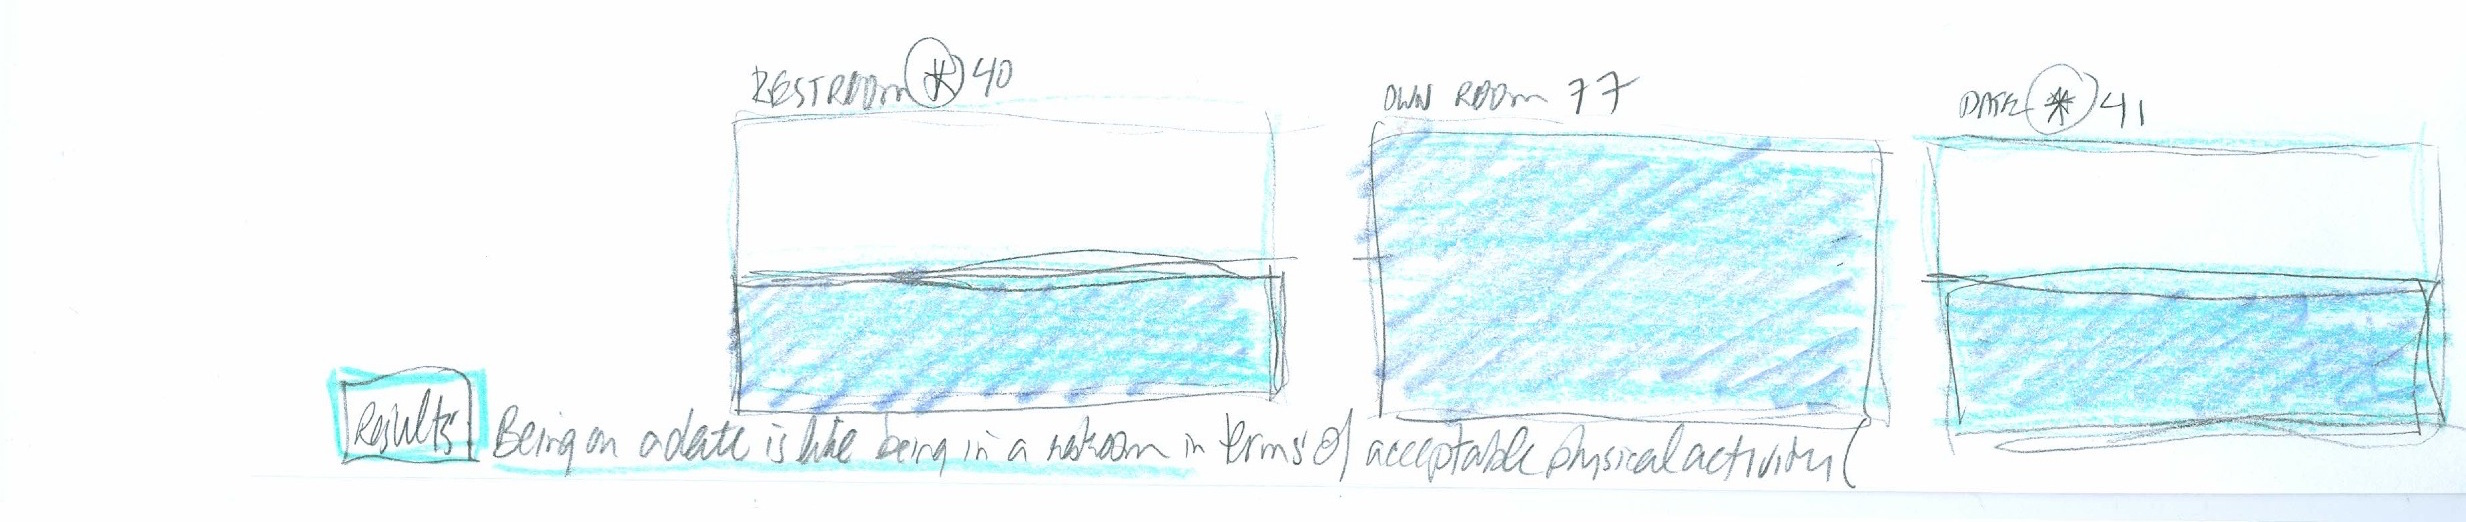 RESTROOM * 40
OWN ROOM 77
DATE * 41
Results
Being on a date is like being in a restroom in terms of acceptable physical activity (